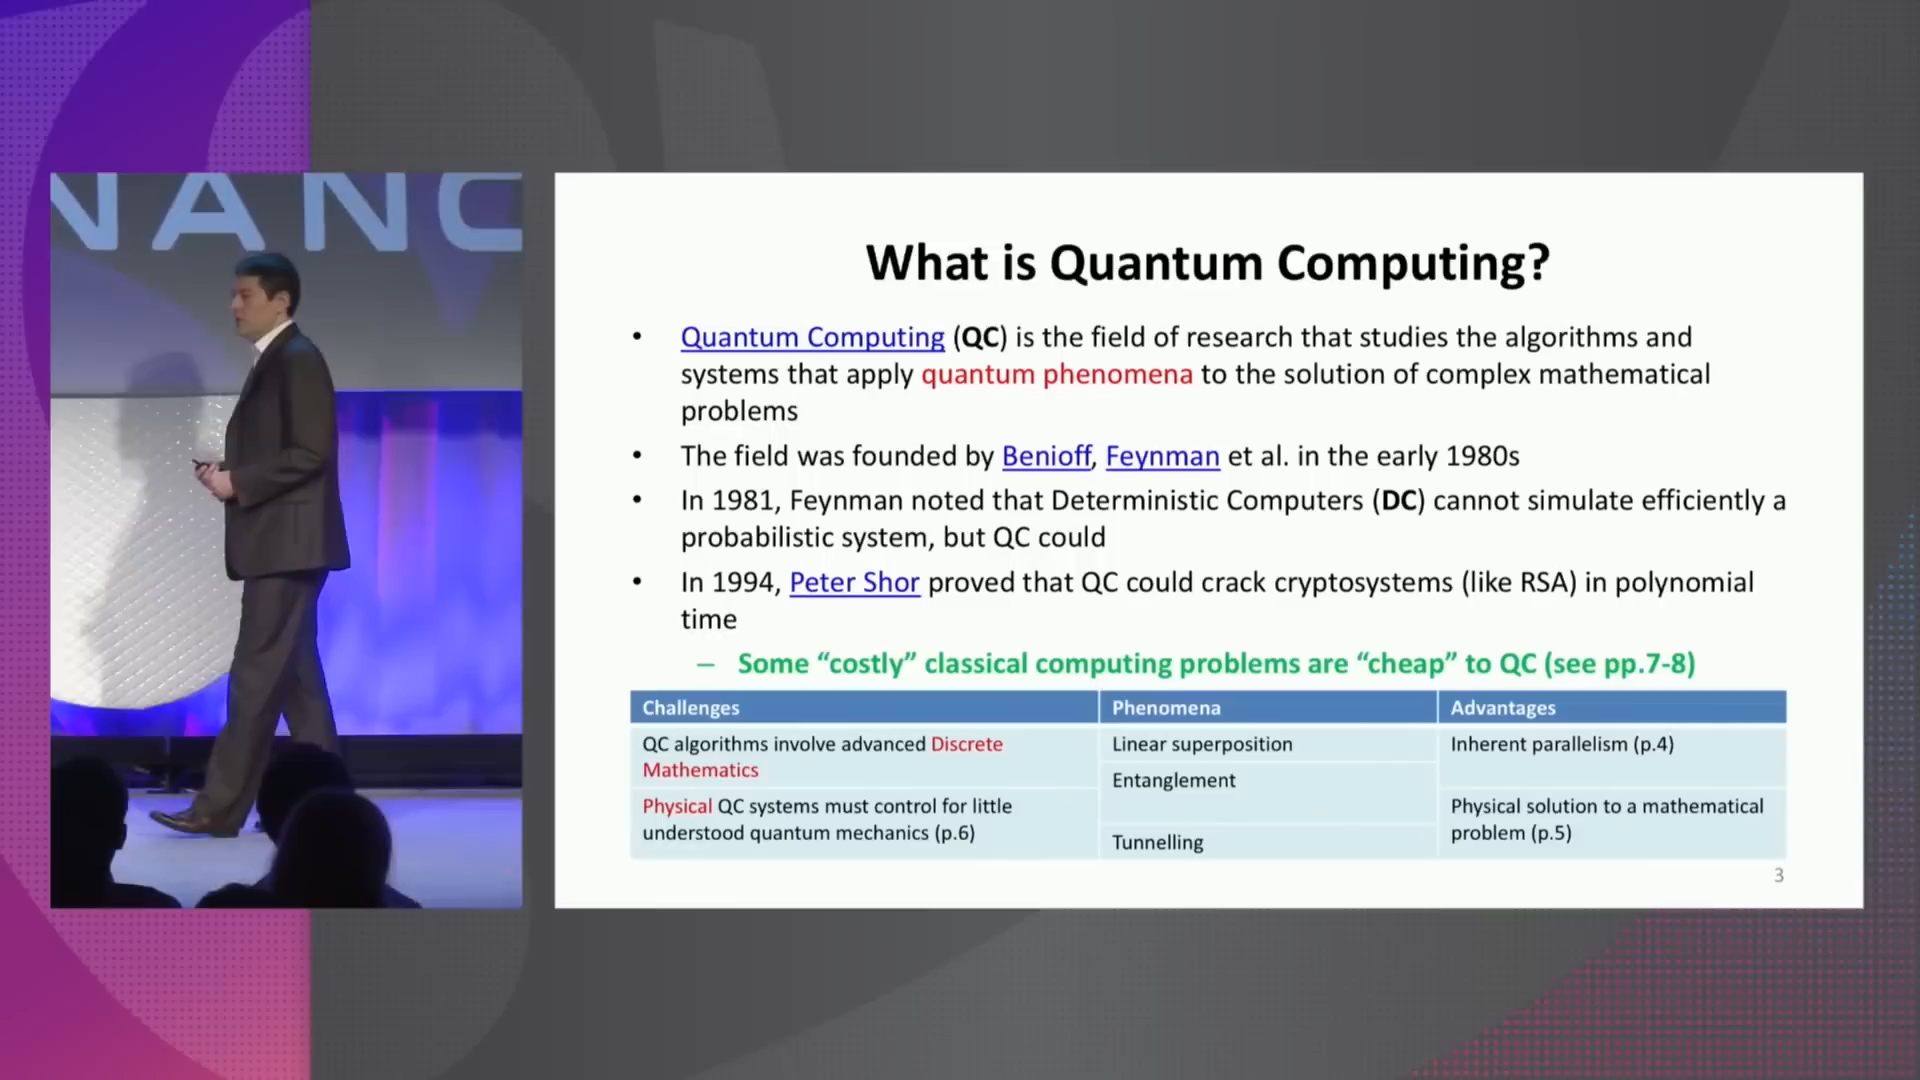 NANC
What is Quantum Computing?
• Quantum Computing (QC) is the field of research that studies the algorithms and
systems that apply quantum phenomena to the solution of complex mathematical
problems
• The field was founded by Benioff, Feynman et al. in the early 1980s
• In 1981, Feynman noted that Deterministic Computers (DC) cannot simulate efficiently a
probabilistic system, but QC could
• In 1994, Peter Shor proved that QC could crack cryptosystems (like RSA) in polynomial
time
– Some “costly” classical computing problems are “cheap” to QC (see pp.7-8)
Challenges Phenomena Advantages
QC algorithms involve advanced Discrete
Mathematics
Physical QC systems must control for little
understood quantum mechanics (p.6)
Linear superposition
Entanglement
Tunnelling
Inherent parallelism (p.4)
Physical solution to a mathematical
problem (p.5)
3